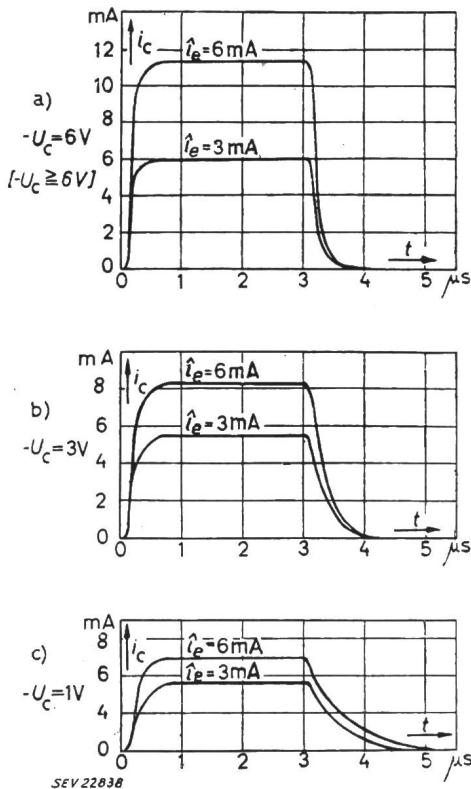 mA
i_c
î_e=6mA
12
10
a)
8
-U_c=6V
î_e=3mA
[-U_c≧6V]
6
4
2
t
0
0 1 2 3 4 5 μs
mA
i_c
î_e=6mA
8
b)
6
î_e=3mA
-U_c=3V
4
2
t
0
0 1 2 3 4 5 μs
mA
8
i_c
î_e=6mA
c)
6
î_e=3mA
-U_c=1V
4
t
0
0 1 2 3 4 5 μs
SEV 22838